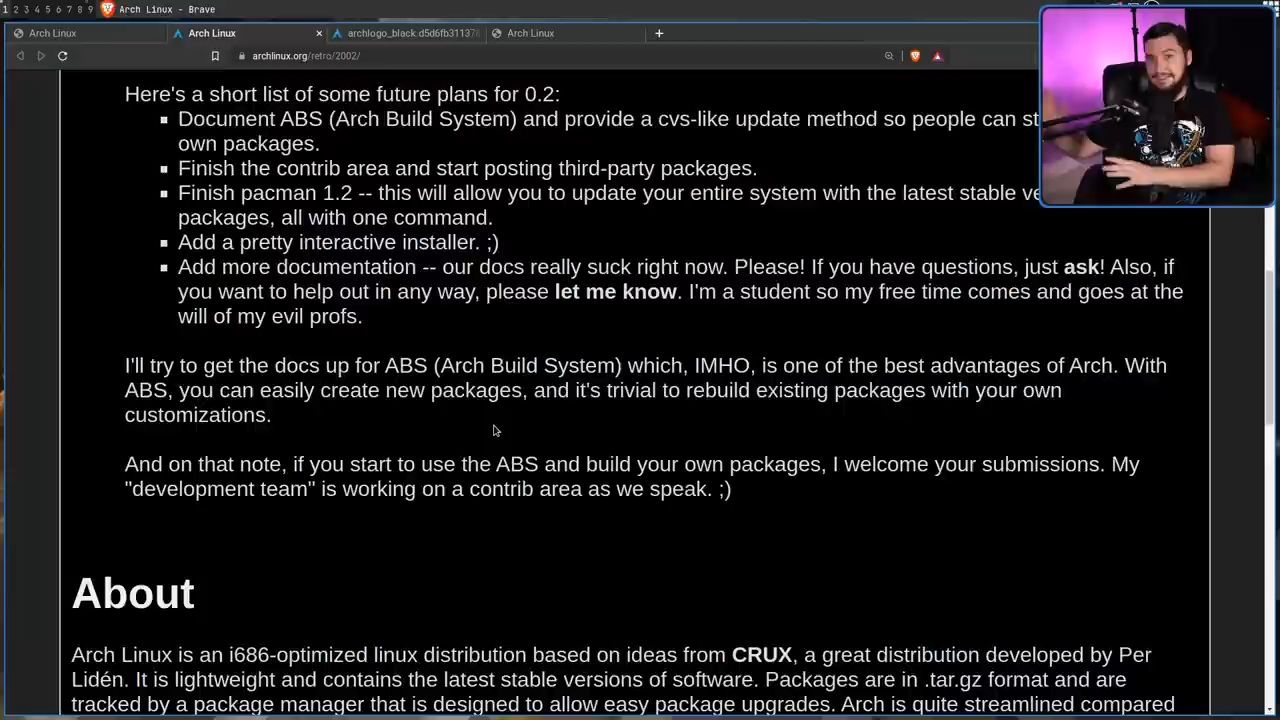 1 2 3 4 5 6 7 8 9 Arch Linux - Brave
Arch Linux
Arch Linux
archlogo_black.d5d6fb31137
Arch Linux
archlinux.org/retro/2002/
Here's a short list of some future plans for 0.2:
Document ABS (Arch Build System) and provide a cvs-like update method so people can
own packages.
Finish the contrib area and start posting third-party packages.
Finish pacman 1.2 -- this will allow you to update your entire system with the latest stable
packages, all with one command.
Add a pretty interactive installer. ;)
Add more documentation -- our docs really suck right now. Please! If you have questions, just ask! Also, if
you want to help out in any way, please let me know. I'm a student so my free time comes and goes at the
will of my evil profs.
I'll try to get the docs up for ABS (Arch Build System) which, IMHO, is one of the best advantages of Arch. With
ABS, you can easily create new packages, and it's trivial to rebuild existing packages with your own
customizations.
And on that note, if you start to use the ABS and build your own packages, I welcome your submissions. My
"development team" is working on a contrib area as we speak. ;)
About
Arch Linux is an i686-optimized linux distribution based on ideas from CRUX, a great distribution developed by Per
Lidén. It is lightweight and contains the latest stable versions of software. Packages are in .tar.gz format and are
tracked by a package manager that is designed to allow easy package upgrades. Arch is quite streamlined compared